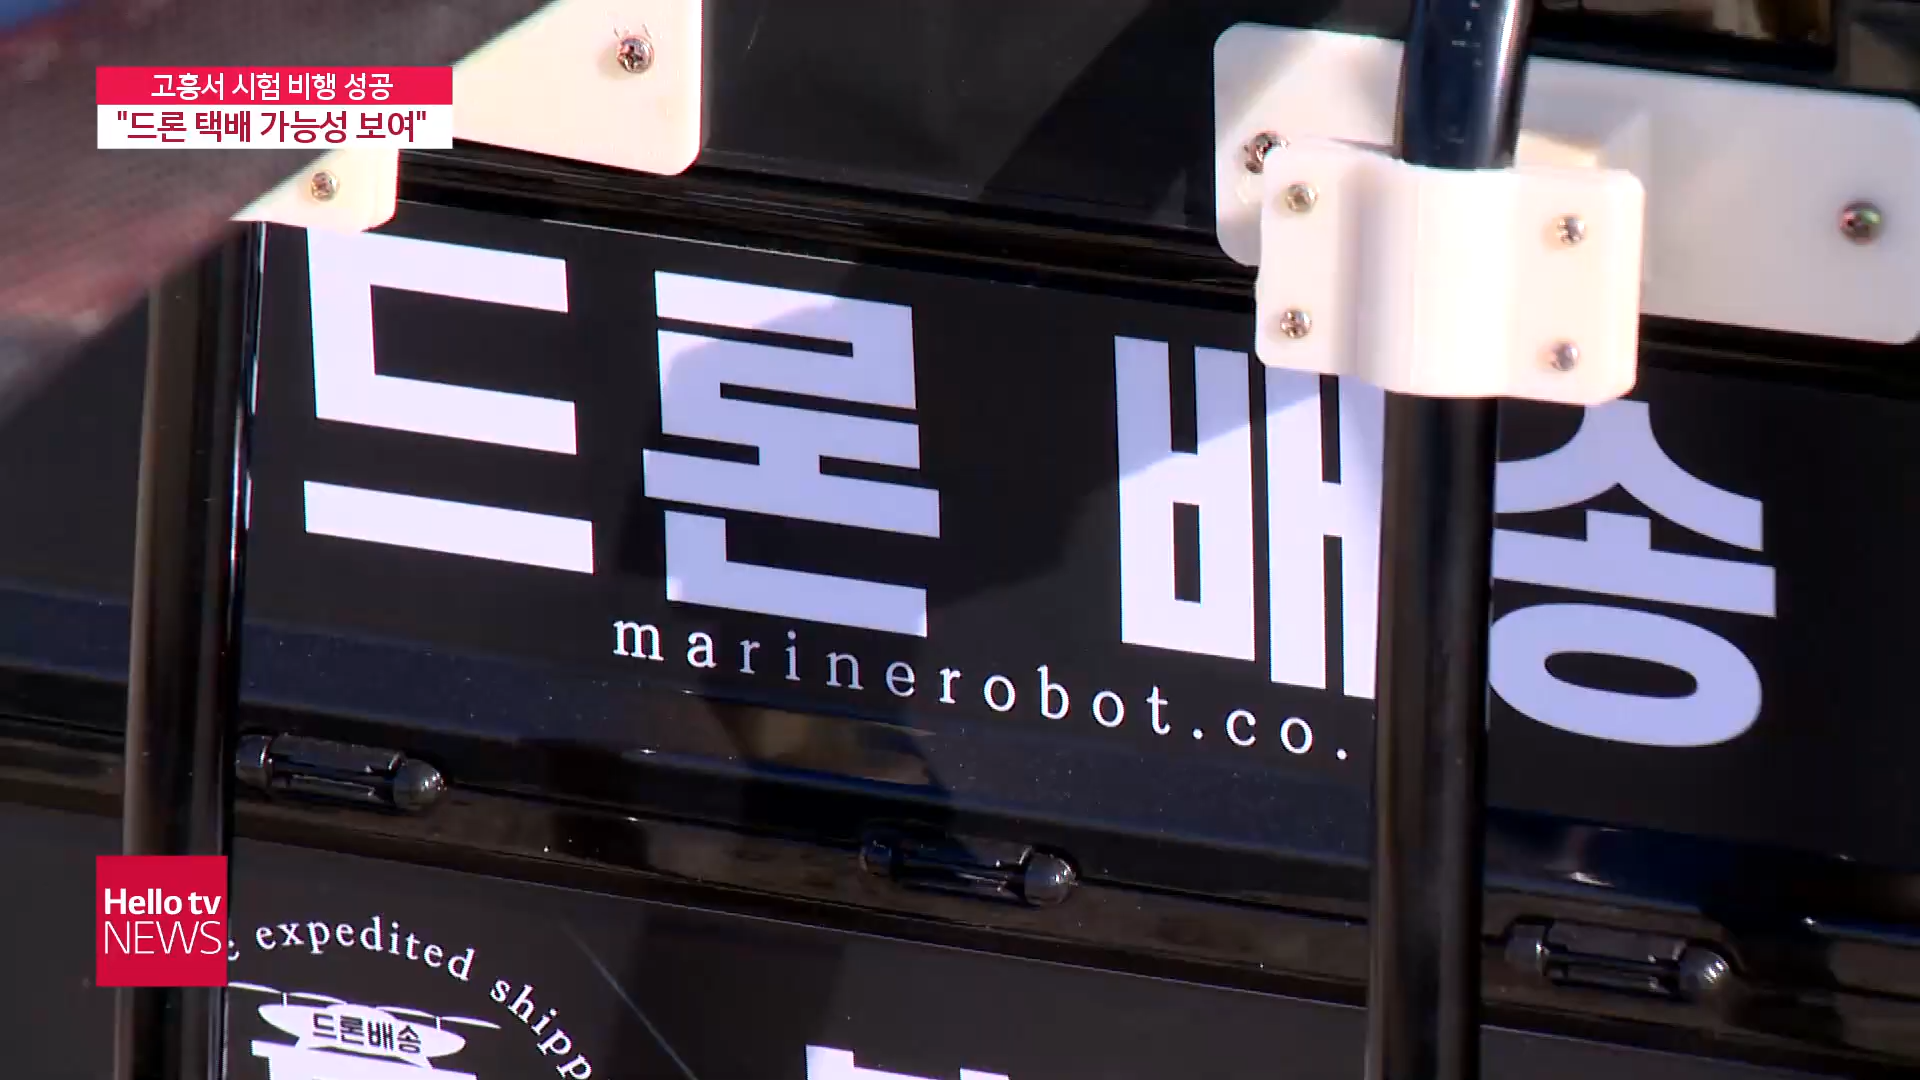 고흥서 시험 비행 성공
"드론 택배 가능성 보여"
드론 배송
marinerobot.co.
Hello tv
NEWS
expedited
드론배송